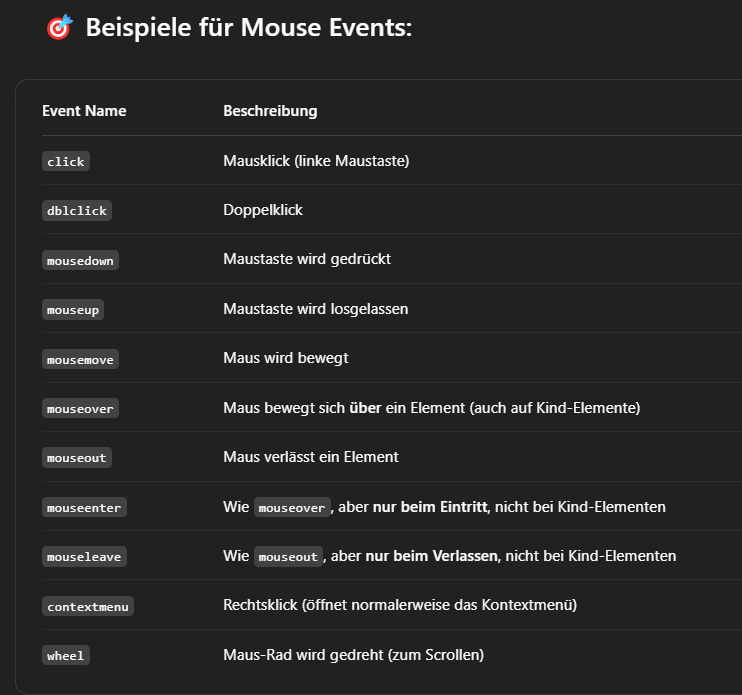 🎯 Beispiele für Mouse Events:
Event Name Beschreibung
click Mausklick (linke Maustaste)
dblclick Doppelklick
mousedown Maustaste wird gedrückt
mouseup Maustaste wird losgelassen
mousemove Maus wird bewegt
mouseover Maus bewegt sich über ein Element (auch auf Kind-Elemente)
mouseout Maus verlässt ein Element
mouseenter Wie mouseover, aber nur beim Eintritt, nicht bei Kind-Elementen
mouseleave Wie mouseout, aber nur beim Verlassen, nicht bei Kind-Elementen
contextmenu Rechtsklick (öffnet normalerweise das Kontextmenü)
wheel Maus-Rad wird gedreht (zum Scrollen)